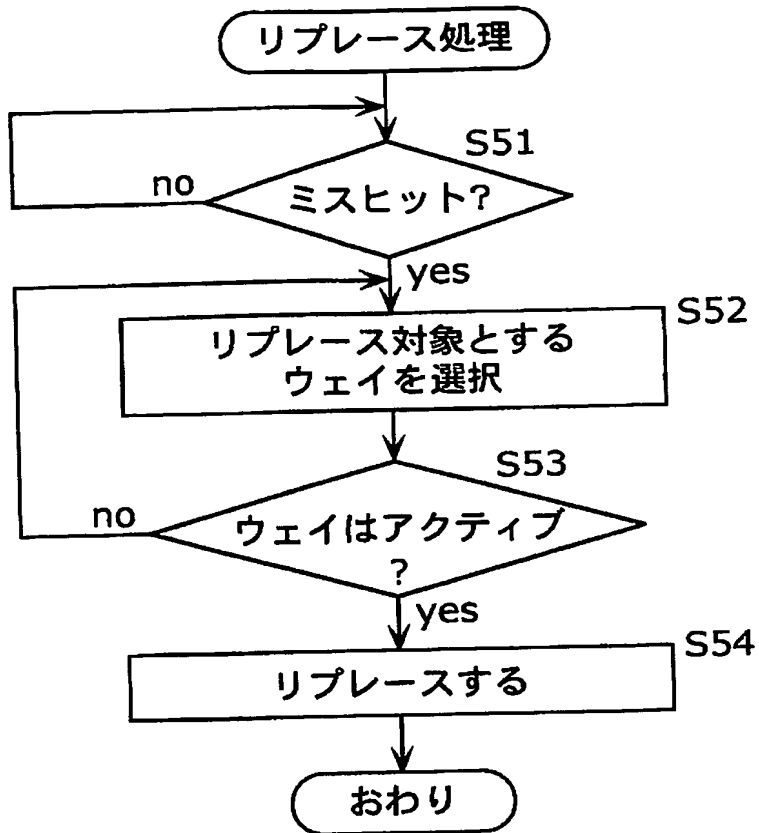 リプレース処理
S51
no
ミスヒット?
yes
S52
リプレース対象とする
ウェイを選択
S53
no
ウェイはアクティブ
?
yes
S54
リプレースする
おわり